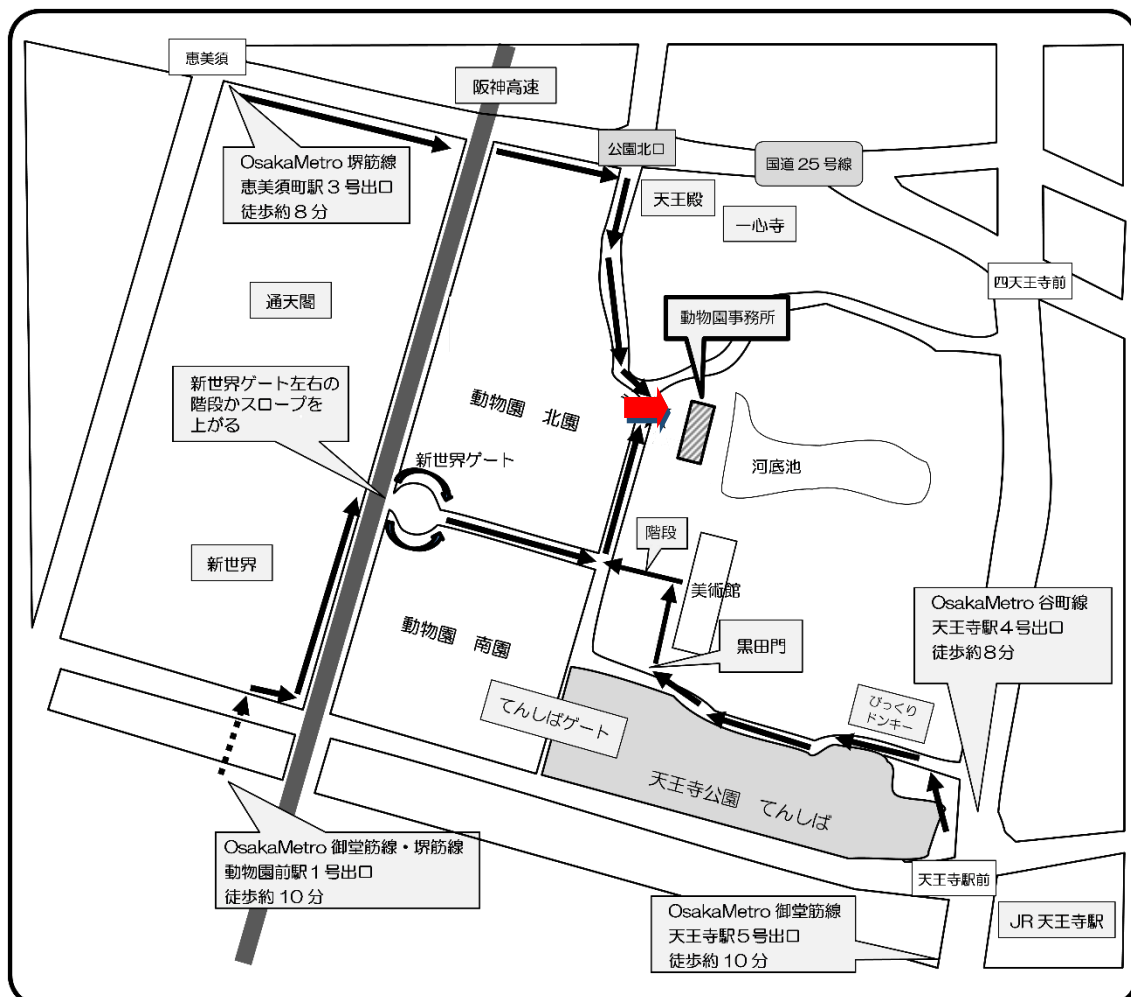 恵美須
阪神高速
OsakaMetro 堺筋線
恵美須町駅3号出口
徒歩約8分
公園北口
国道25号線
天王殿
一心寺
四天王寺前
通天閣
動物園事務所
新世界ゲート左右の
階段かスロープを
上がる
動物園 北園
新世界ゲート
河底池
新世界
階段
美術館
OsakaMetro 谷町線
天王寺駅4号出口
徒歩約8分
動物園 南園
黒田門
てんしばゲート
びっくり
ドンキー
天王寺公園 てんしば
OsakaMetro 御堂筋線・堺筋線
動物園前駅1号出口
徒歩約10分
天王寺駅前
OsakaMetro 御堂筋線
天王寺駅5号出口
徒歩約10分
JR天王寺駅